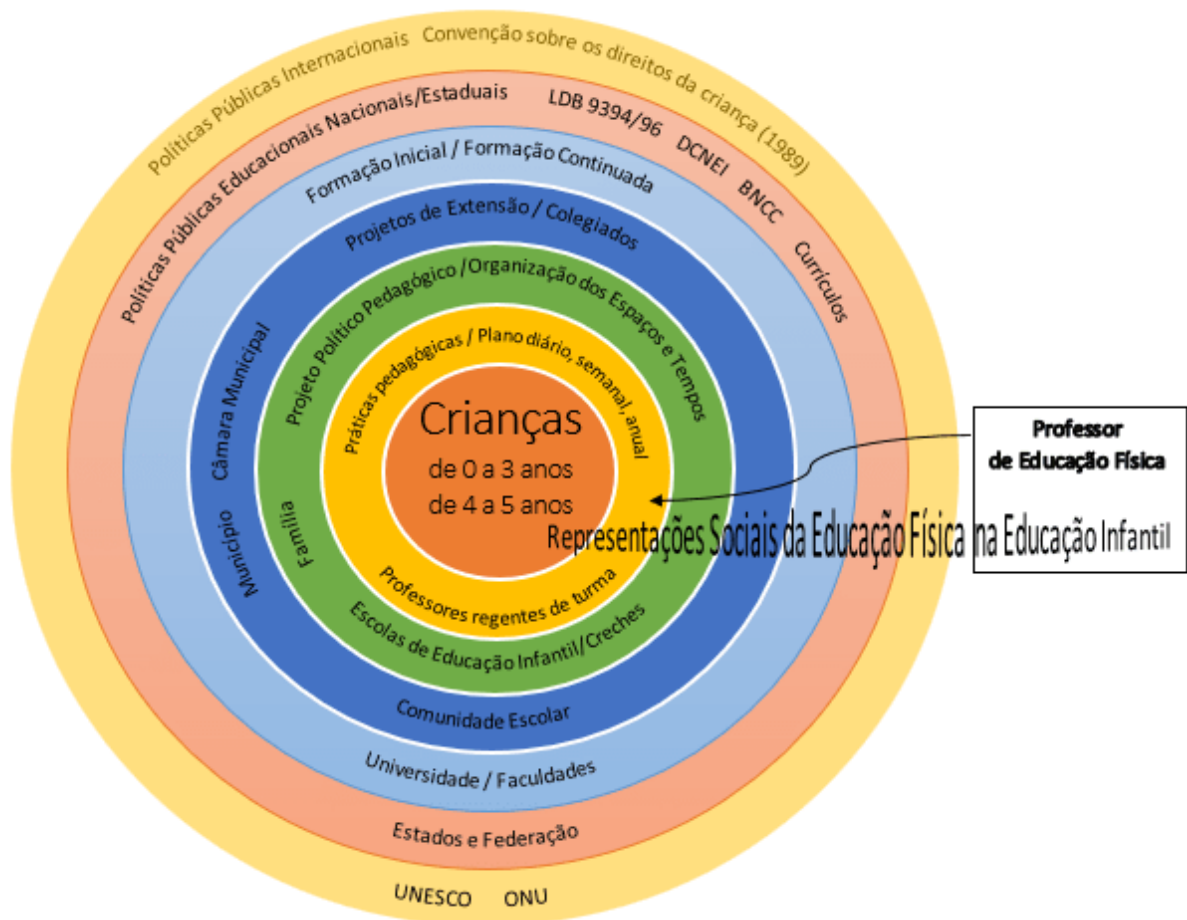 Políticas Públicas Internacionais Convenção sobre os direitos da criança (1989)
Políticas Públicas Educacionais Nacionais/Estaduais LDB 9394/96 DCNEI BNCC Currículos
Formação Inicial / Formação Continuada
Projetos de Extensão / Colegiados
Câmara Municipal
Município
Projeto Político Pedagógico /Organização dos Espaços e Tempos
Família
Práticas pedagógicas / Plano diário, semanal, anual
Crianças
de 0 a 3 anos
de 4 a 5 anos
Professor
de Educação Física
Representações Sociais da Educação Física na Educação Infantil
Professores regentes de turma
Escolas de Educação Infantil/Creches
Comunidade Escolar
Universidade / Faculdades
Estados e Federação
UNESCO ONU